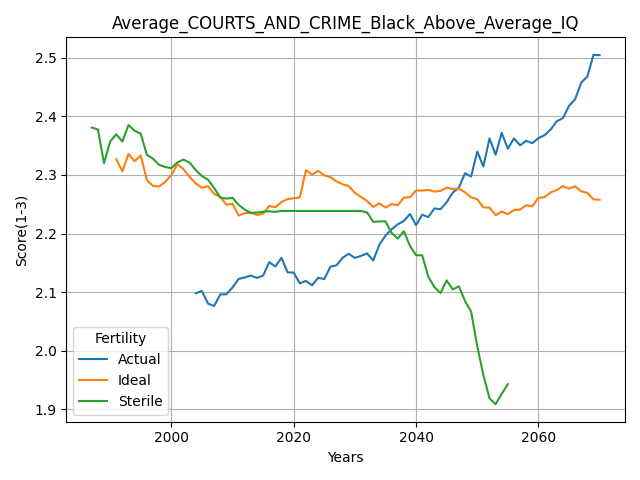 Average_COURTS_AND_CRIME_Black_Above_Average_IQ
Score(1-3)
2.5
2.4
2.3
2.2
2.1
2.0
1.9
Fertility
Actual
Ideal
Sterile
2000 2020 2040 2060
Years